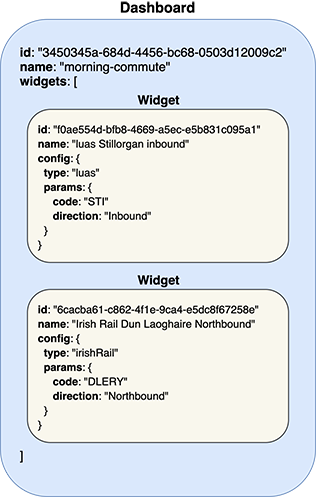 Dashboard
id: "3450345a-684d-4456-bc68-0503d12009c2"
name: "morning-commute"
widgets: [
Widget
id: "f0ae554d-bfb8-4669-a5ec-e5b831c095a1"
name: "luas Stillorgan inbound"
config: {
type: "luas"
params: {
code: "STI"
direction: "Inbound"
}
}
Widget
id: "6cacba61-c862-4f1e-9ca4-e5dc8f67258e"
name: "Irish Rail Dun Laoghaire Northbound"
config: {
type: "irishRail"
params: {
code: "DLERY"
direction: "Northbound"
}
}
]